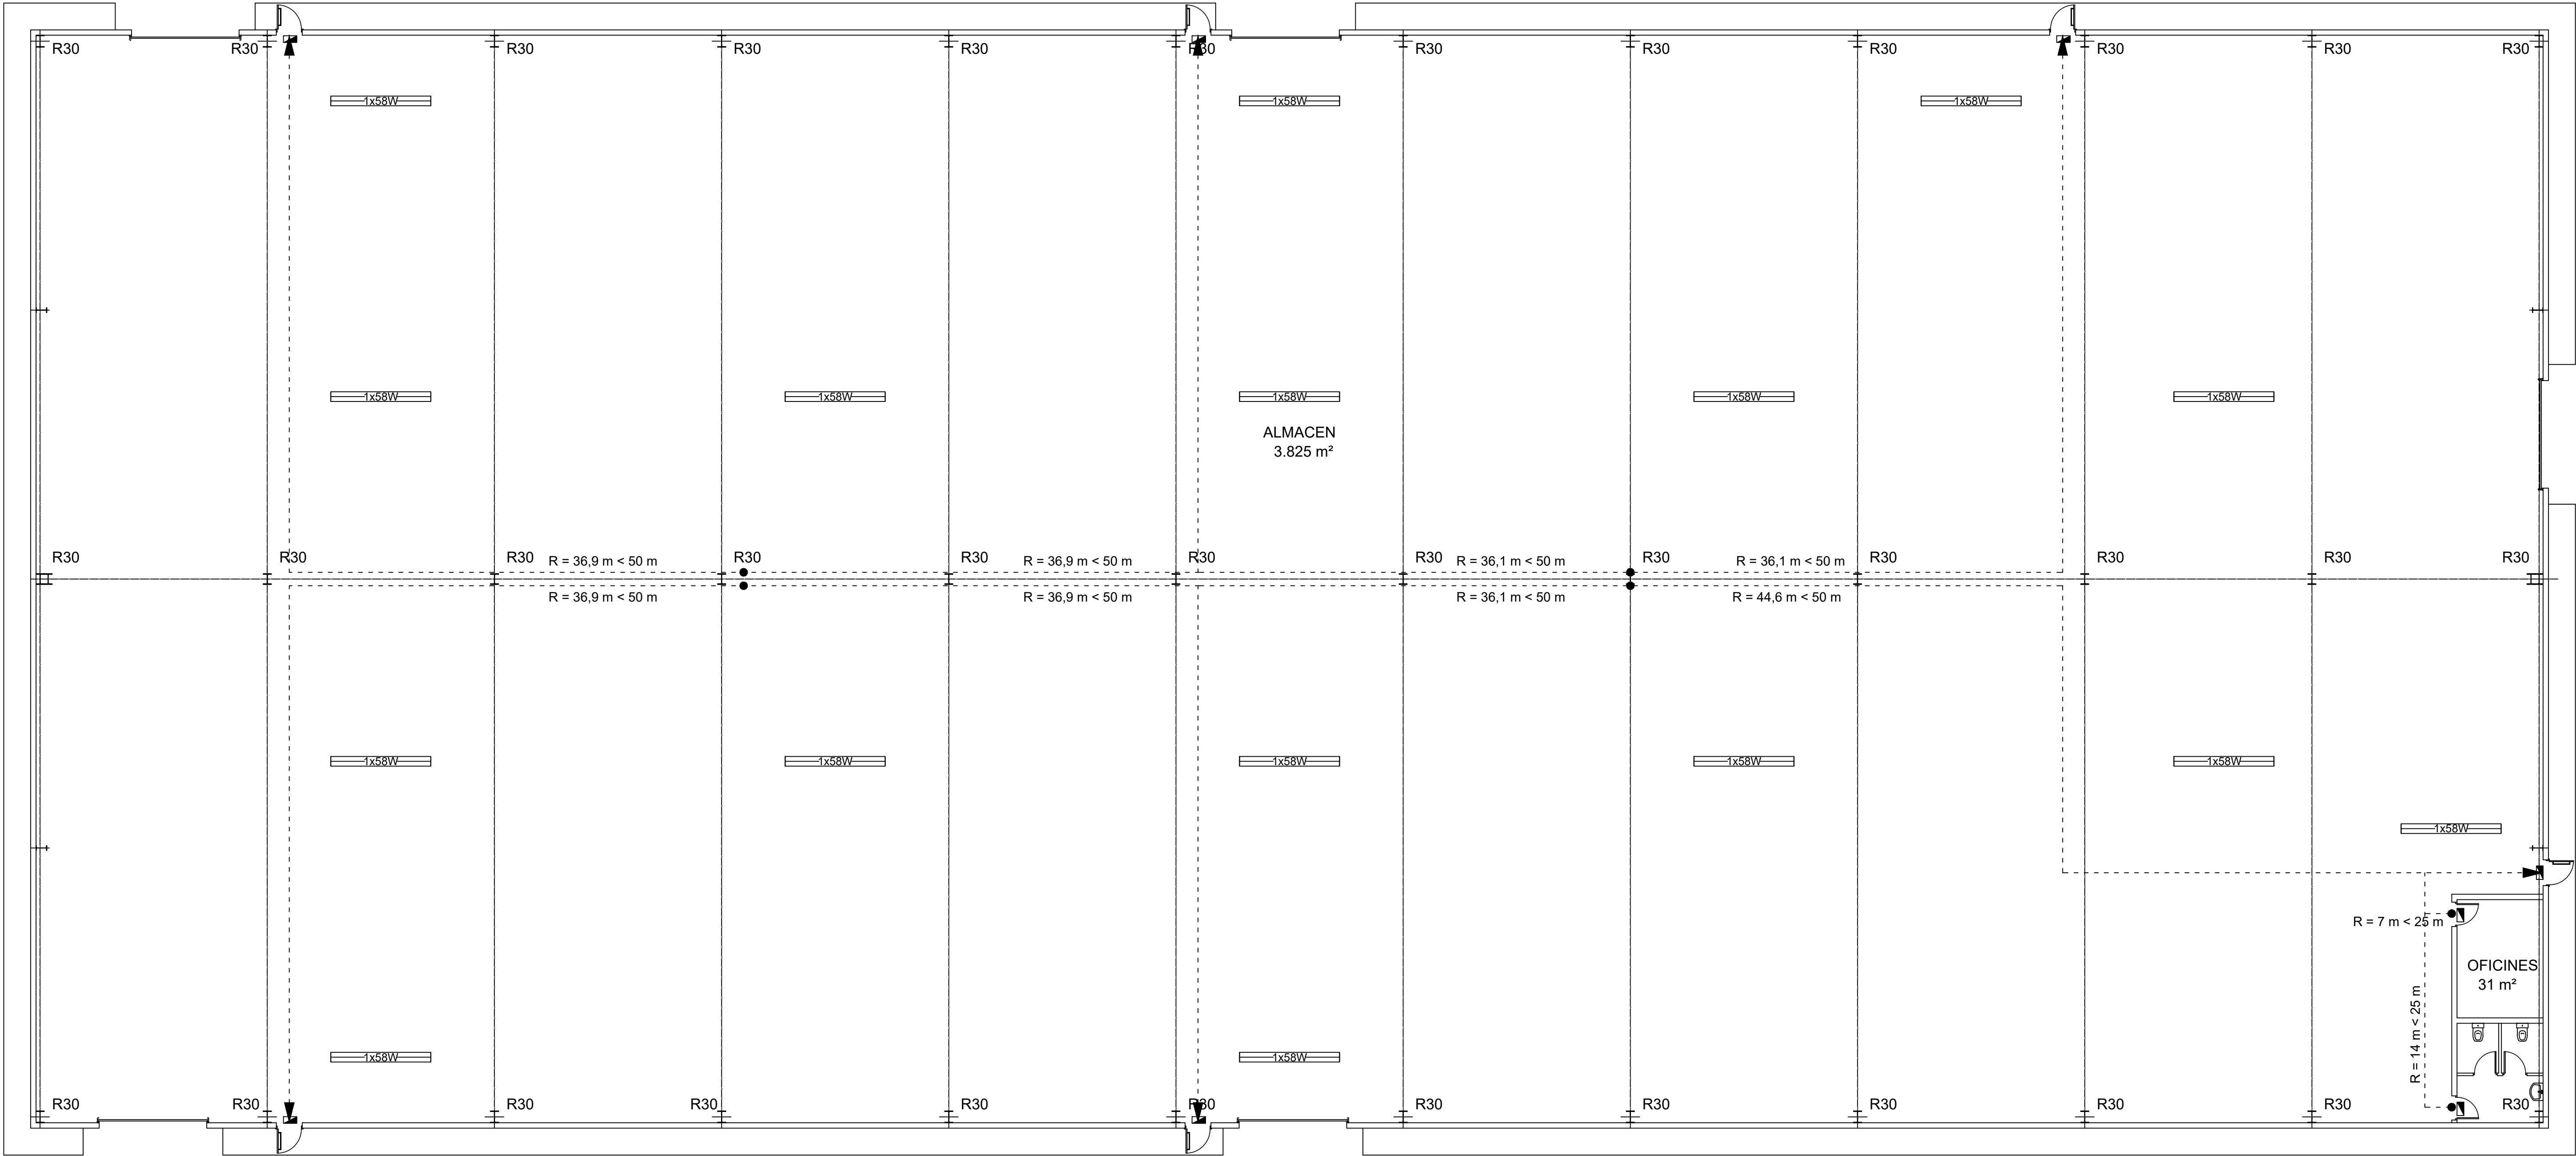 R30 R30 R30 R30 R30 R30 R30 R30 R30 R30 R30 R30
1x58W 1x58W 1x58W
1x58W 1x58W 1x58W 1x58W 1x58W
ALMACEN
3.825 m²
R30 R30 R30 R30 R30 R30 R30 R30 R30 R30 R30 R30
R = 36,9 m < 50 m R = 36,9 m < 50 m R = 36,1 m < 50 m R = 36,1 m < 50 m
R = 36,9 m < 50 m R = 36,9 m < 50 m R = 36,1 m < 50 m R = 44,6 m < 50 m
1x58W 1x58W 1x58W 1x58W 1x58W
1x58W
R = 7 m < 25 m
OFICINES
31 m²
R = 14 m < 25 m
1x58W 1x58W
R30 R30 R30 R30 R30 R30 R30 R30 R30 R30 R30 R30